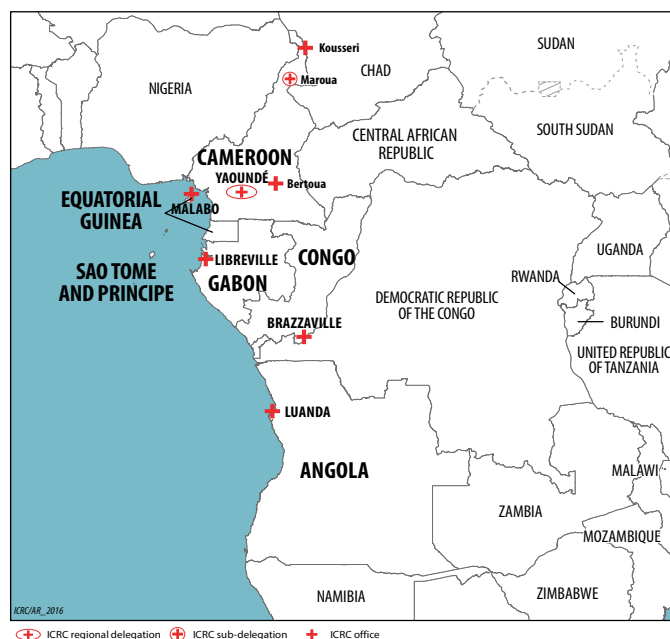 SUDAN
Kousseri
CHAD
Maroua
NIGERIA
SOUTH SUDAN
CENTRAL AFRICAN
REPUBLIC
CAMEROON
YAOUNDÉ
Bertoua
EQUATORIAL
GUINEA
MALABO
UGANDA
CONGO
LIBREVILLE
SAO TOME
AND PRINCIPE
GABON
RWANDA
DEMOCRATIC REPUBLIC
OF THE CONGO
BRAZZAVILLE
BURUNDI
UNITED REPUBLIC
OF TANZANIA
LUANDA
ANGOLA
MALAWI
ZAMBIA
MOZAMBIQUE
NAMIBIA
ZIMBABWE
ICRC/AR_2016
ICRC regional delegation ICRC sub-delegation ICRC office